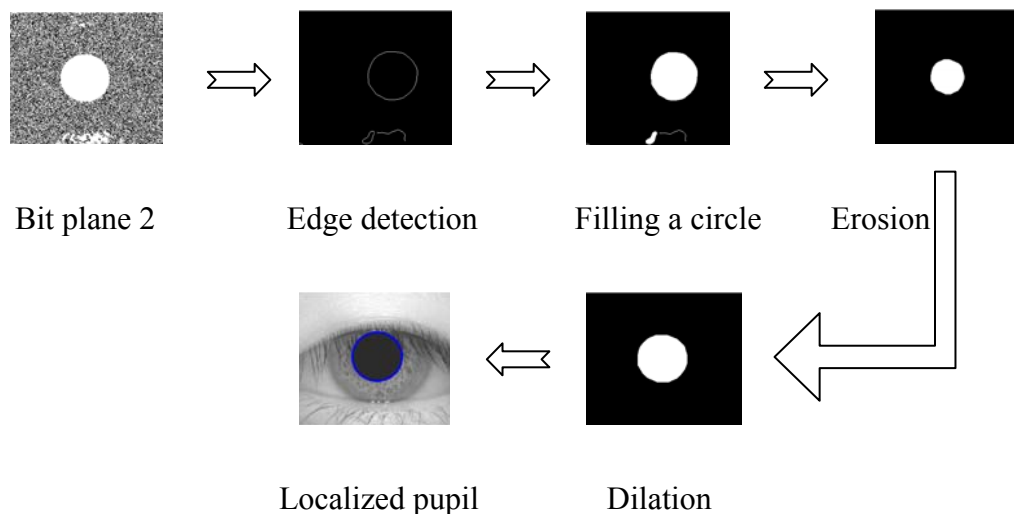 Bit plane 2
Edge detection
Filling a circle
Erosion
Localized pupil
Dilation